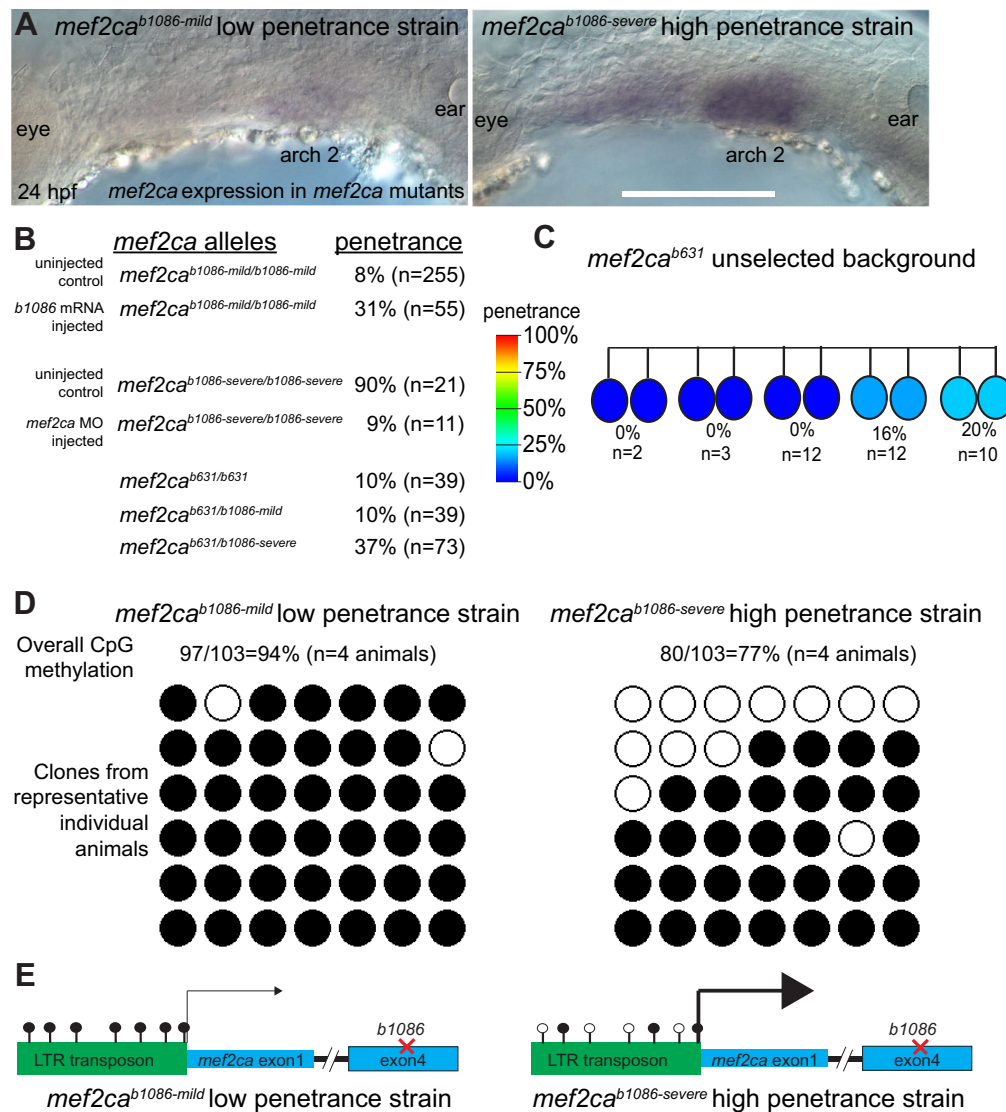 A
mef2ca b1086-mild low penetrance strain
mef2ca b1086-severe high penetrance strain
eye
ear
arch 2
24 hpf
mef2ca expression in mef2ca mutants
eye
ear
arch 2
B
mef2ca alleles penetrance
uninjected
control
mef2ca b1086-mild/b1086-mild 8% (n=255)
b1086 mRNA
injected
mef2ca b1086-mild/b1086-mild 31% (n=55)
uninjected
control
mef2ca b1086-severe/b1086-severe 90% (n=21)
mef2ca MO
injected
mef2ca b1086-severe/b1086-severe 9% (n=11)
mef2ca b631/b631 10% (n=39)
mef2ca b631/b1086-mild 10% (n=39)
mef2ca b631/b1086-severe 37% (n=73)
C
mef2ca b631 unselected background
penetrance
100%
75%
50%
25%
0%
0% 0% 0% 16% 20%
n=2 n=3 n=12 n=12 n=10
D
mef2ca b1086-mild low penetrance strain
mef2ca b1086-severe high penetrance strain
Overall CpG
methylation
97/103=94% (n=4 animals)
80/103=77% (n=4 animals)
Clones from
representative
individual
animals
E
b1086
LTR transposon mef2ca exon1 exon4
mef2ca b1086-mild low penetrance strain
b1086
LTR transposon mef2ca exon1 exon4
mef2ca b1086-severe high penetrance strain